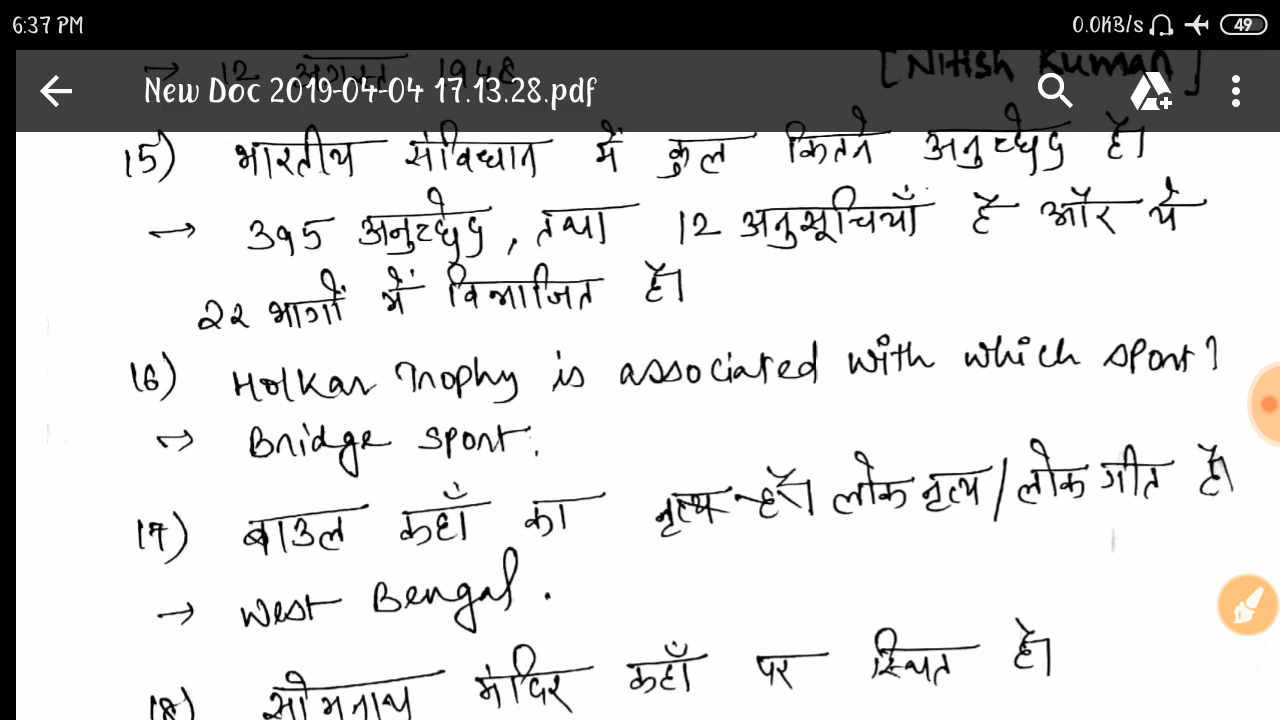 6:37 PM 0.0KB/s 49
→ 12 अगस्त 1948 [Nitish Kumar]
New Doc 2019-04-04 17.13.28.pdf
15) भारतीय संविधान में कुल कितने अनुच्छेद है।
→ 395 अनुच्छेद, तथा 12 अनुसूचियाँ है और ये
22 भागों में विभाजित है।
16) Holkar Trophy is associated with which sport?
→ Bridge sport.
17) बाउल कहाँ का नृत्य है। लोक नृत्य / लोक गीत है।
→ West Bengal.
18) सोमनाथ मंदिर कहाँ पर स्थित है।